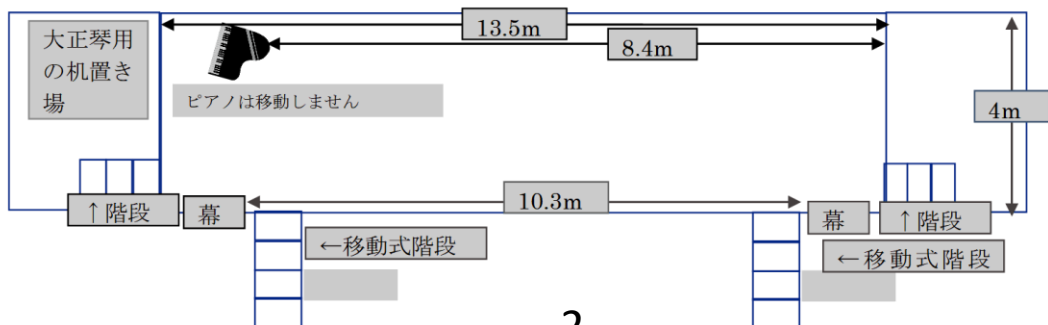 大正琴用
の机置き
場
13.5m
8.4m
ピアノは移動しません
4m
↑階段
幕
10.3m
幕
↑階段
←移動式階段
←移動式階段